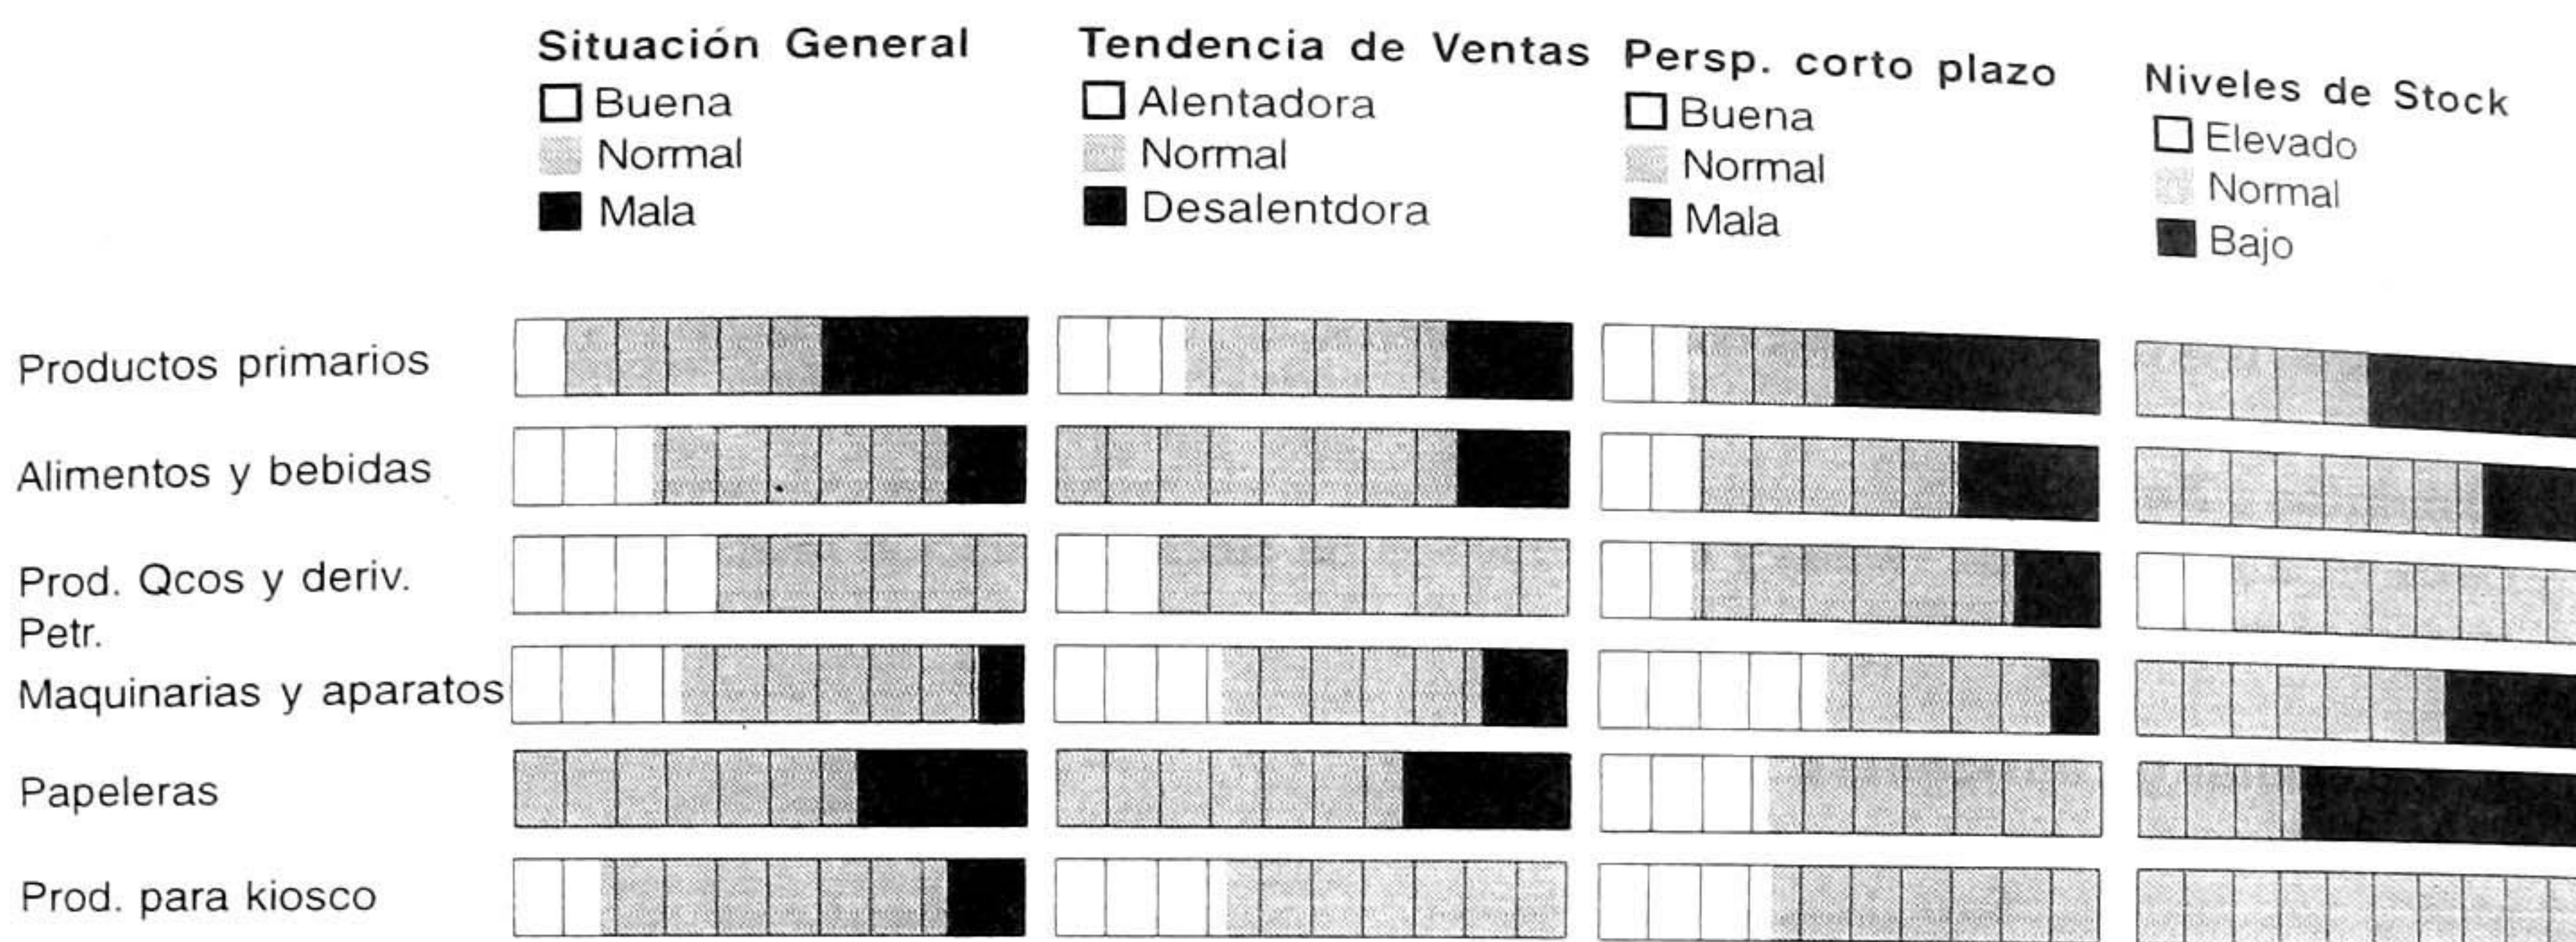 Situación General
Buena
Normal
Mala
Tendencia de Ventas
Alentadora
Normal
Desalentdora
Persp. corto plazo
Buena
Normal
Mala
Niveles de Stock
Elevado
Normal
Bajo
Productos primarios
Alimentos y bebidas
Prod. Qcos y deriv.
Petr.
Maquinarias y aparatos
Papeleras
Prod. para kiosco